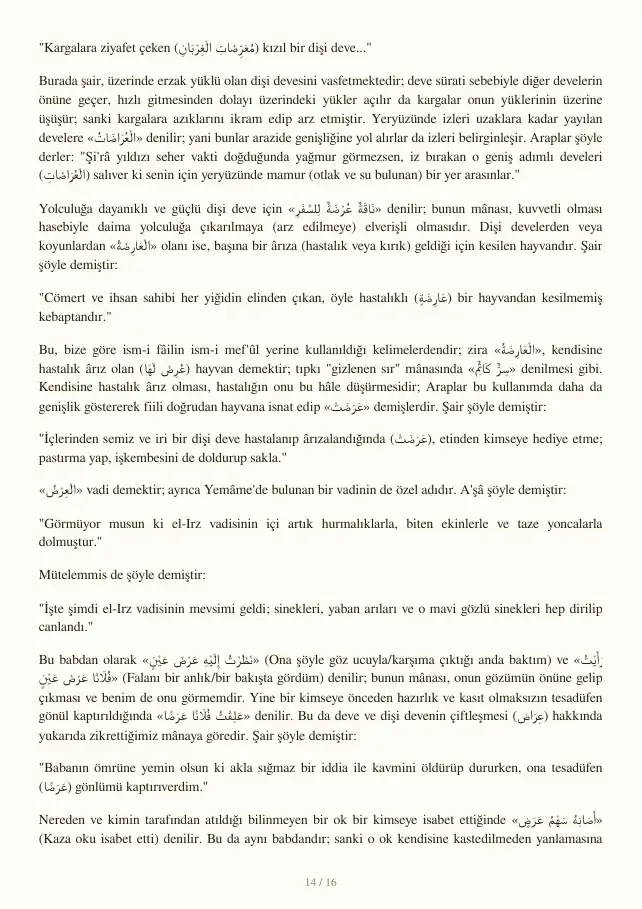 "Kargalara ziyafet çeken (مُعَرِّضَاتِ الْغِرْبَانِ) kızıl bir dişi deve..."
Burada şair, üzerinde erzak yüklü olan dişi devesini vasfetmektedir; deve sürati sebebiyle diğer develerin
önüne geçer, hızlı gitmesinden dolayı üzerindeki yükler açılır da kargalar onun yüklerinin üzerine
üşüşür; sanki kargalara azıklarını ikram edip arz etmiştir. Yeryüzünde izleri uzaklara kadar yayılan
develere «الْعُرَاضَاتُ» denilir; yani bunlar arazide genişliğine yol alırlar da izleri belirginleşir. Araplar şöyle
derler: "Şi'râ yıldızı seher vakti doğduğunda yağmur görmezsen, iz bırakan o geniş adımlı develeri
(الْعُرَاضَاتِ) salıver ki senin için yeryüzünde mamur (otlak ve su bulunan) bir yer arasınlar."
Yolculuğa dayanıklı ve güçlü dişi deve için «نَاقَةٌ عُرْضَةٌ لِلسَّفَرِ» denilir; bunun mânası, kuvvetli olması
hasebiyle daima yolculuğa çıkarılmaya (arz edilmeye) elverişli olmasıdır. Dişi develerden veya
koyunlardan «الْعَارِضَةُ» olanı ise, başına bir ârıza (hastalık veya kırık) geldiği için kesilen hayvandır. Şair
şöyle demiştir:
"Cömert ve ihsan sahibi her yiğidin elinden çıkan, öyle hastalıklı (عَارِضَةٍ) bir hayvandan kesilmemiş
kebaptandır."
Bu, bize göre ism-i fâilin ism-i mef'ûl yerine kullanıldığı kelimelerdendir; zira «الْعَارِضَةُ», kendisine
hastalık ârız olan (عُرِضَ لَهَا) hayvan demektir; tıpkı "gizlenen sır" mânasında «سِرٌّ كَاتِمٌ» denilmesi gibi.
Kendisine hastalık ârız olması, hastalığın onu bu hâle düşürmesidir; Araplar bu kullanımda daha da
genişlik göstererek fiili doğrudan hayvana isnat edip «عَرَضَتْ» demişlerdir. Şair şöyle demiştir:
"İçlerinden semiz ve iri bir dişi deve hastalanıp ârızalandığında (عَرَضَتْ), etinden kimseye hediye etme;
pastırma yap, işkembesini de doldurup sakla."
«الْعِرْضُ» vadi demektir; ayrıca Yemâme'de bulunan bir vadinin de özel adıdır. A'şâ şöyle demiştir:
"Görmüyor musun ki el-Irz vadisinin içi artık hurmalıklarla, biten ekinlerle ve taze yoncalarla
dolmuştur."
Mütelemmis de şöyle demiştir:
"İşte şimdi el-Irz vadisinin mevsimi geldi; sinekleri, yaban arıları ve o mavi gözlü sinekleri hep dirilip
canlandı."
Bu babdan olarak «نَظَرْتُ إِلَيْهِ عَرْضَ عَيْنٍ» (Ona şöyle göz ucuyla/karşıma çıktığı anda baktım) ve «رَأَيْتُ
فُلَانًا عَرْضَ عَيْنٍ» (Falanı bir anlık/bir bakışta gördüm) denilir; bunun mânası, onun gözümün önüne gelip
çıkması ve benim de onu görmemdir. Yine bir kimseye önceden hazırlık ve kasıt olmaksızın tesadüfen
gönül kaptırıldığında «عَلِقْتُ فُلَانًا عَرَضًا» denilir. Bu da deve ve dişi devenin çiftleşmesi (عِرَاض) hakkında
yukarıda zikrettiğimiz mânaya göredir. Şair şöyle demiştir:
"Babanın ömrüne yemin olsun ki akla sığmaz bir iddia ile kavmini öldürüp dururken, ona tesadüfen
(عَرَضًا) gönlümü kaptırıverdim."
Nereden ve kimin tarafından atıldığı bilinmeyen bir ok bir kimseye isabet ettiğinde «أَصَابَهُ سَهْمُ عَرَضٍ»
(Kaza oku isabet etti) denilir. Bu da aynı babdandır; sanki o ok kendisine kastedilmeden yanlamasına
14 / 16